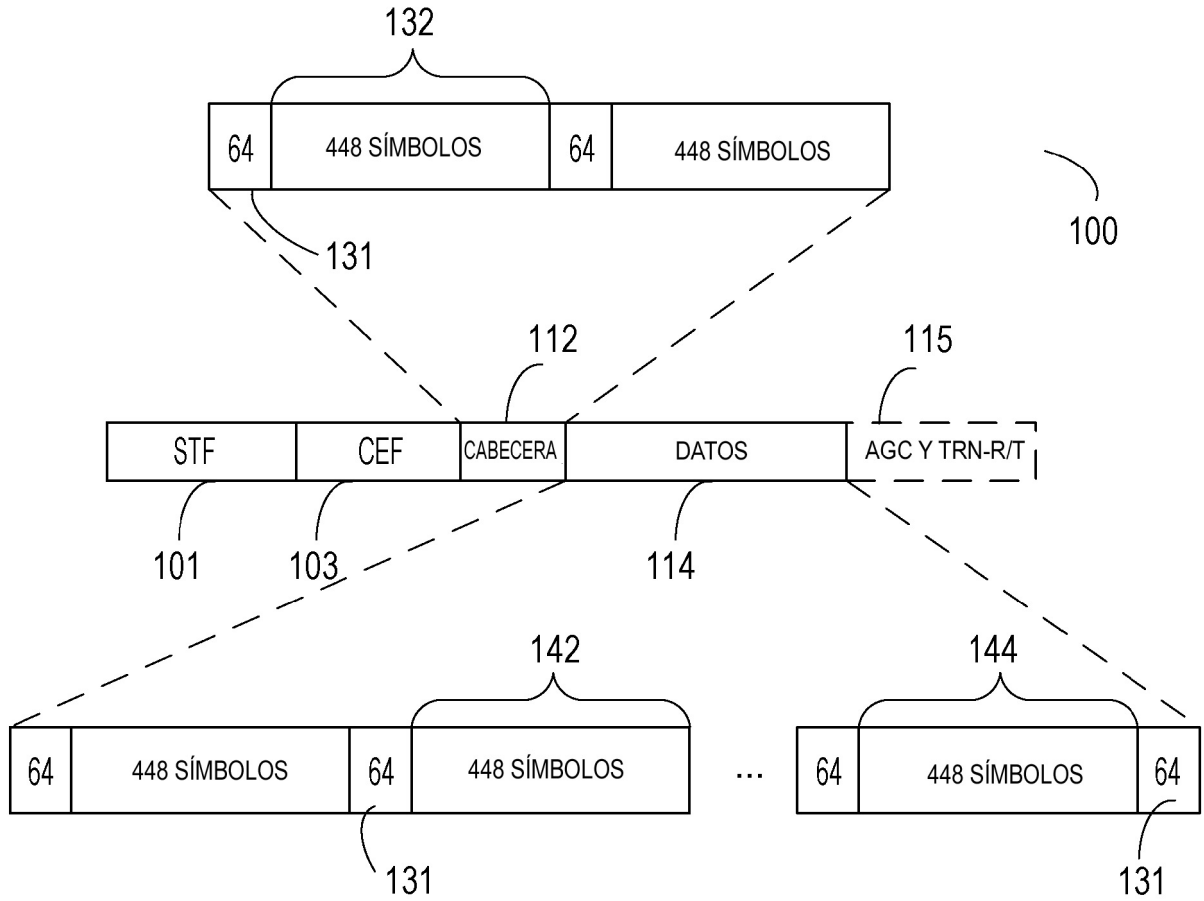 132
64 448 SÍMBOLOS 64 448 SÍMBOLOS
131
100
112
115
STF CEF CABECERA DATOS AGC Y TRN-R/T
101 103 114
142 144
64 448 SÍMBOLOS 64 448 SÍMBOLOS ... 64 448 SÍMBOLOS 64
131 131